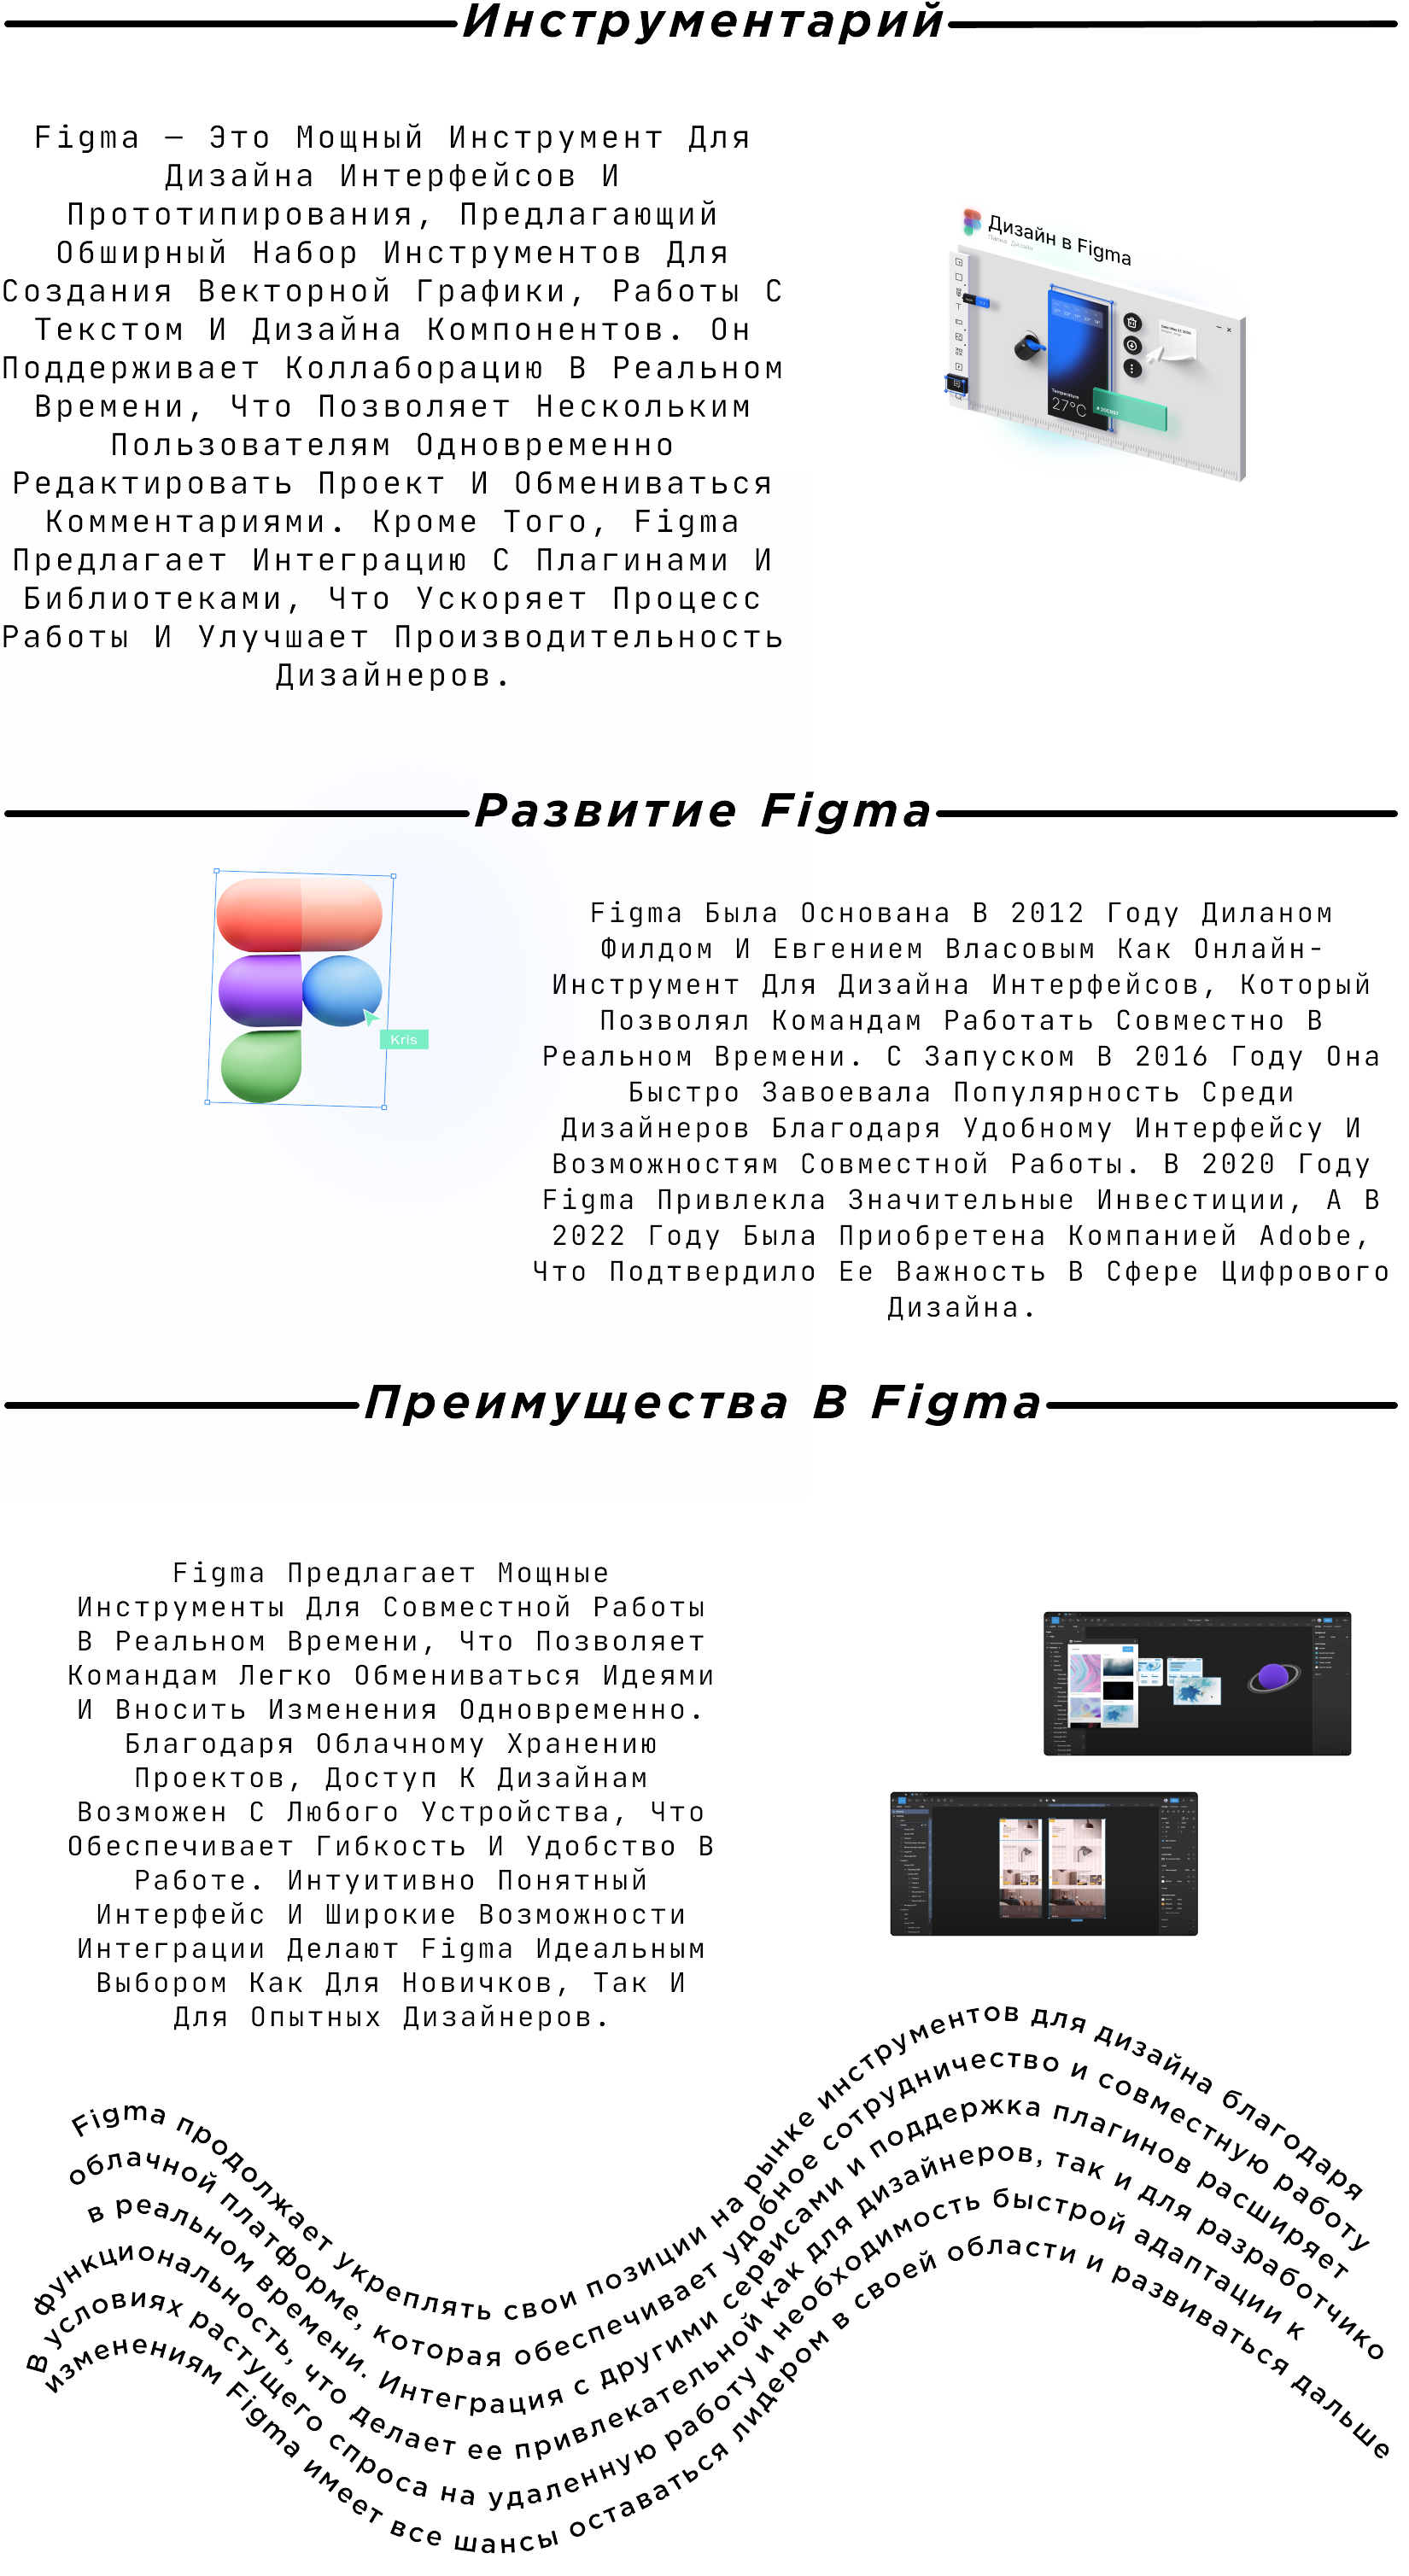 Инструментарий
Figma — Это Мощный Инструмент Для
Дизайна Интерфейсов И
Прототипирования, Предлагающий
Обширный Набор Инструментов Для
Создания Векторной Графики, Работы С
Текстом И Дизайна Компонентов. Он
Поддерживает Коллаборацию В Реальном
Времени, Что Позволяет Нескольким
Пользователям Одновременно
Редактировать Проект И Обмениваться
Комментариями. Кроме Того, Figma
Предлагает Интеграцию С Плагинами И
Библиотеками, Что Ускоряет Процесс
Работы И Улучшает Производительность
Дизайнеров.
Дизайн в Figma
Папка Дизайн
Temperature
27°C
Развитие Figma
Kris
Figma Была Основана В 2012 Году Диланом
Филдом И Евгением Власовым Как Онлайн-
Инструмент Для Дизайна Интерфейсов, Который
Позволял Командам Работать Совместно В
Реальном Времени. С Запуском В 2016 Году Она
Быстро Завоевала Популярность Среди
Дизайнеров Благодаря Удобному Интерфейсу И
Возможностям Совместной Работы. В 2020 Году
Figma Привлекла Значительные Инвестиции, А В
2022 Году Была Приобретена Компанией Adobe,
Что Подтвердило Ее Важность В Сфере Цифрового
Дизайна.
Преимущества В Figma
Figma Предлагает Мощные
Инструменты Для Совместной Работы
В Реальном Времени, Что Позволяет
Командам Легко Обмениваться Идеями
И Вносить Изменения Одновременно.
Благодаря Облачному Хранению
Проектов, Доступ К Дизайнам
Возможен С Любого Устройства, Что
Обеспечивает Гибкость И Удобство В
Работе. Интуитивно Понятный
Интерфейс И Широкие Возможности
Интеграции Делают Figma Идеальным
Выбором Как Для Новичков, Так И
Для Опытных Дизайнеров.
Figma продолжает укреплять свои позиции на рынке инструментов для дизайна благодаря
облачной платформе, которая обеспечивает удобное сотрудничество и совместную работу
в реальном времени. Интеграция с другими сервисами и поддержка плагинов расширяет
функциональность, что делает ее привлекательной как для дизайнеров, так и для разработчико
В условиях растущего спроса на удаленную работу и необходимость быстрой адаптации к
изменениям Figma имеет все шансы оставаться лидером в своей области и развиваться дальше